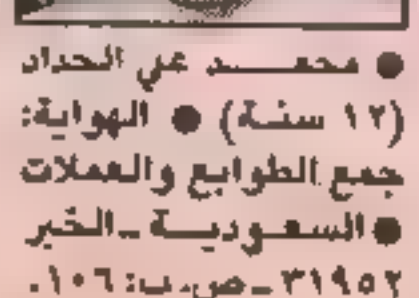 ● محمد علي الحداد
(١٢ سنة) ● الهواية:
جمع الطوابع والعملات
● السعودية ـ الخبر
٣١٩٥٢ ـ ص.ب: ١٠٦.